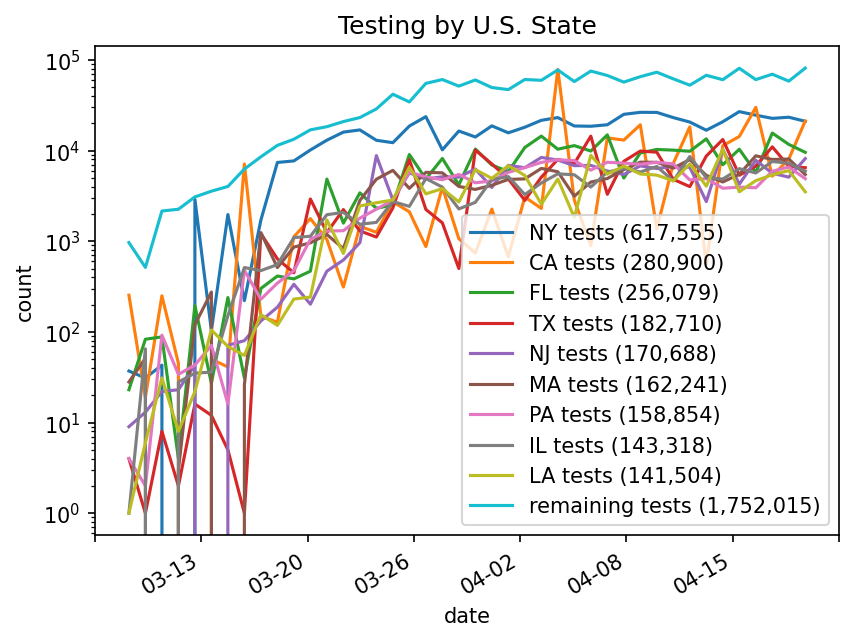 Testing by U.S. State
count
10^5
10^4
10^3
10^2
10^1
10^0
NY tests (617,555)
CA tests (280,900)
FL tests (256,079)
TX tests (182,710)
NJ tests (170,688)
MA tests (162,241)
PA tests (158,854)
IL tests (143,318)
LA tests (141,504)
remaining tests (1,752,015)
03-13
03-20
03-26
04-02
04-08
04-15
date